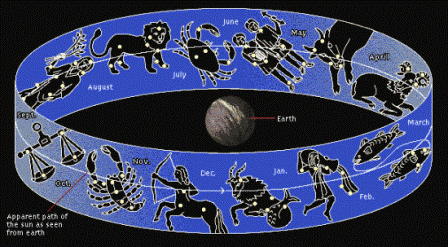 June
May
April
July
August
Earth
March
Sept.
Nov.
Dec.
Jan.
Feb.
Oct.
Apparent path of
the sun as seen
from earth